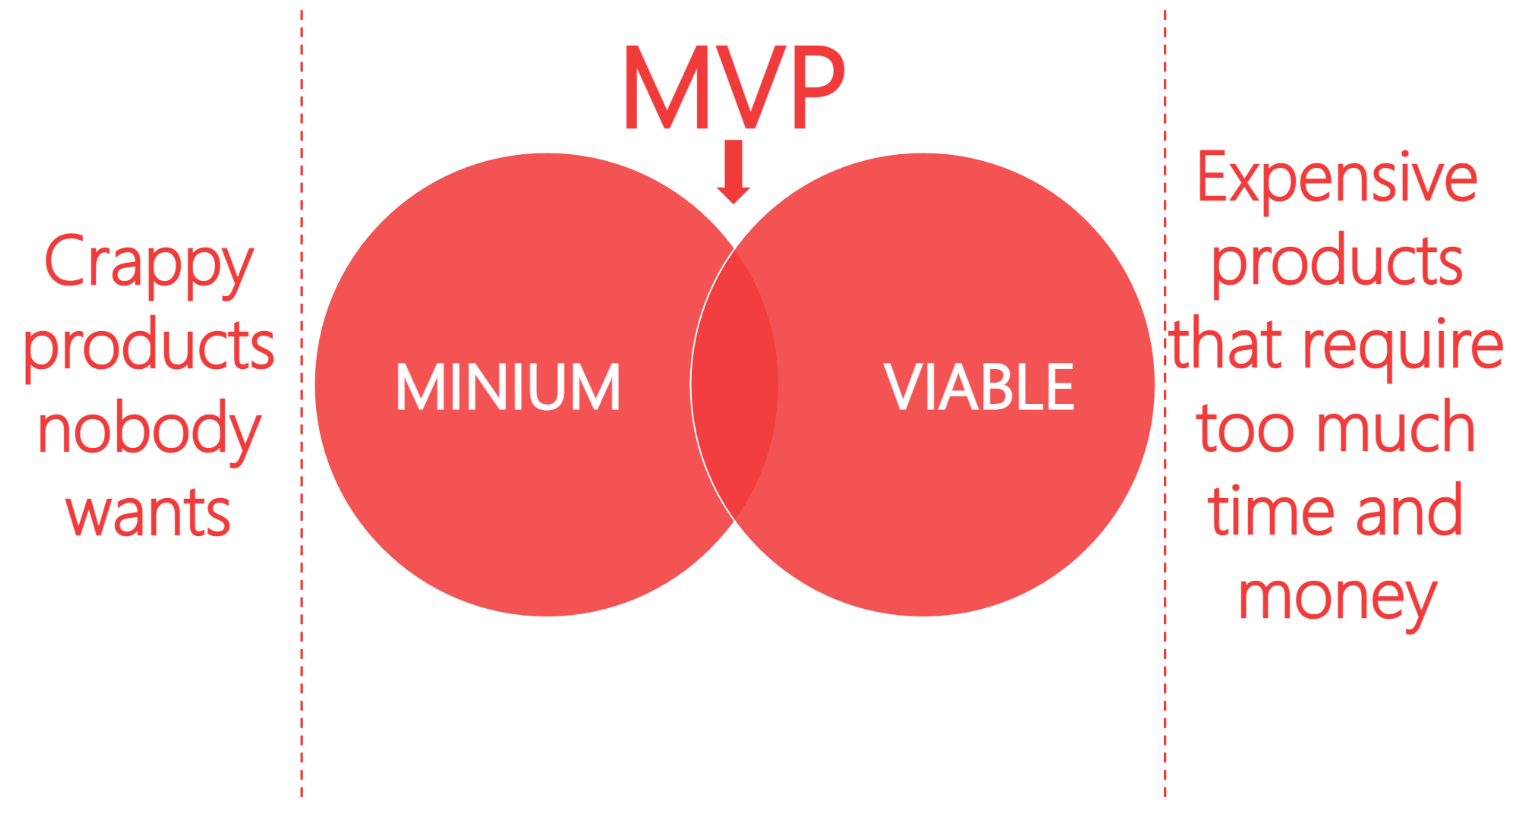 MVP
Crappy
products
nobody
wants
MINIUM
VIABLE
Expensive
products
that require
too much
time and
money